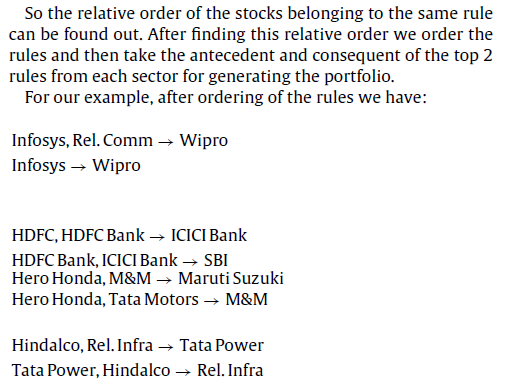 So the relative order of the stocks belonging to the same rule
can be found out. After finding this relative order we order the
rules and then take the antecedent and consequent of the top 2
rules from each sector for generating the portfolio.
For our example, after ordering of the rules we have:
Infosys, Rel. Comm → Wipro
Infosys → Wipro
HDFC, HDFC Bank → ICICI Bank
HDFC Bank, ICICI Bank → SBI
Hero Honda, M&M → Maruti Suzuki
Hero Honda, Tata Motors → M&M
Hindalco, Rel. Infra → Tata Power
Tata Power, Hindalco → Rel. Infra